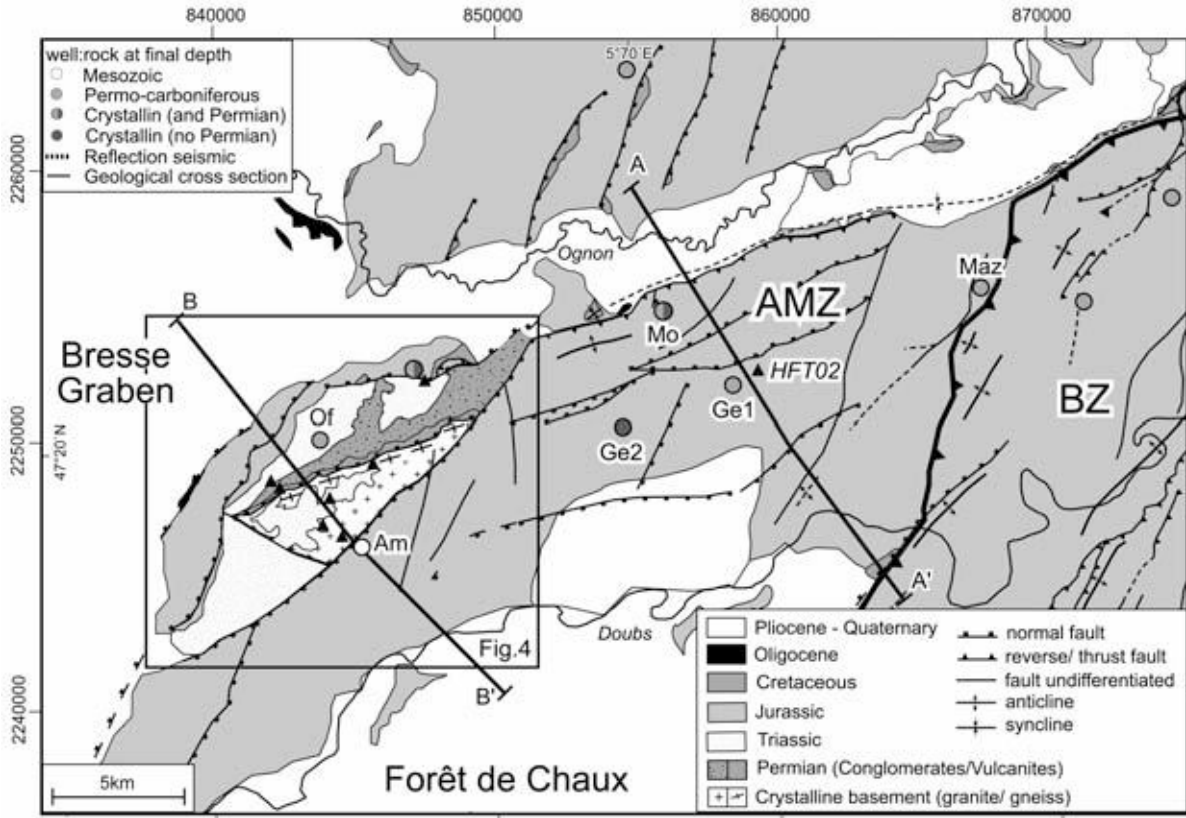 840000
850000
860000
870000
well:rock at final depth
Mesozoic
Permo-carboniferous
Crystallin (and Permian)
Crystallin (no Permian)
Reflection seismic
Geological cross section
5°70 E
A
2260000
Ognon
Maz
AMZ
B
Mo
Bresse
Graben
HFT02
BZ
Ge1
Of
Ge2
2250000
47°20 N
Am
A'
Doubs
Fig.4
B'
2240000
Forêt de Chaux
5km
Pliocene - Quaternary
Oligocene
Cretaceous
Jurassic
Triassic
Permian (Conglomerates/Vulcanites)
Crystalline basement (granite/ gneiss)
normal fault
reverse/ thrust fault
fault undifferentiated
anticline
syncline